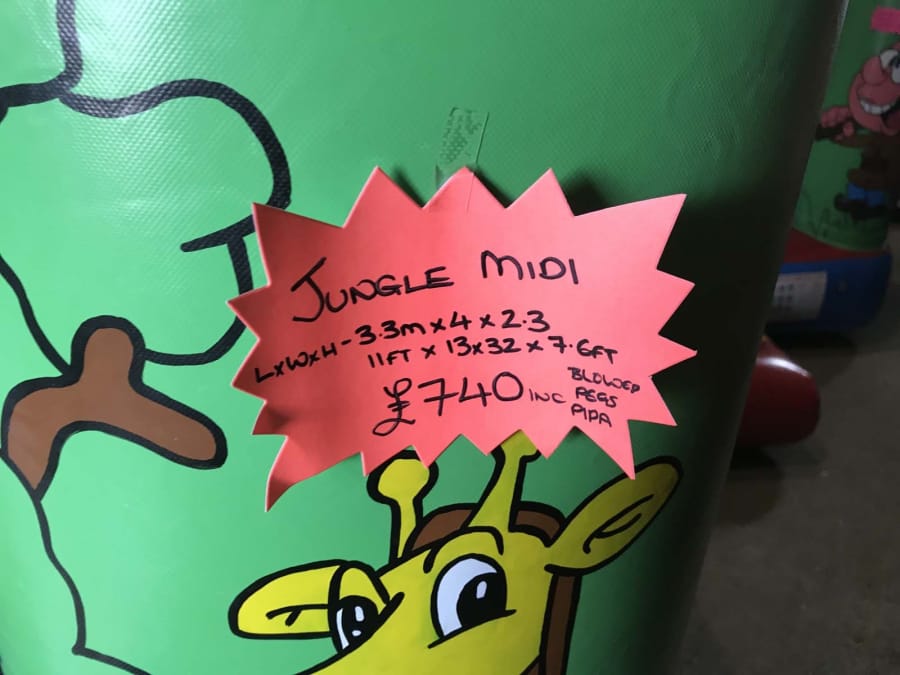 JUNGLE MIDI
LxWxH - 3.3m x 4 x 2.3
11FT x 13x32 x 7.6FT
£740 INC BLOWER
PEGS
PIPA